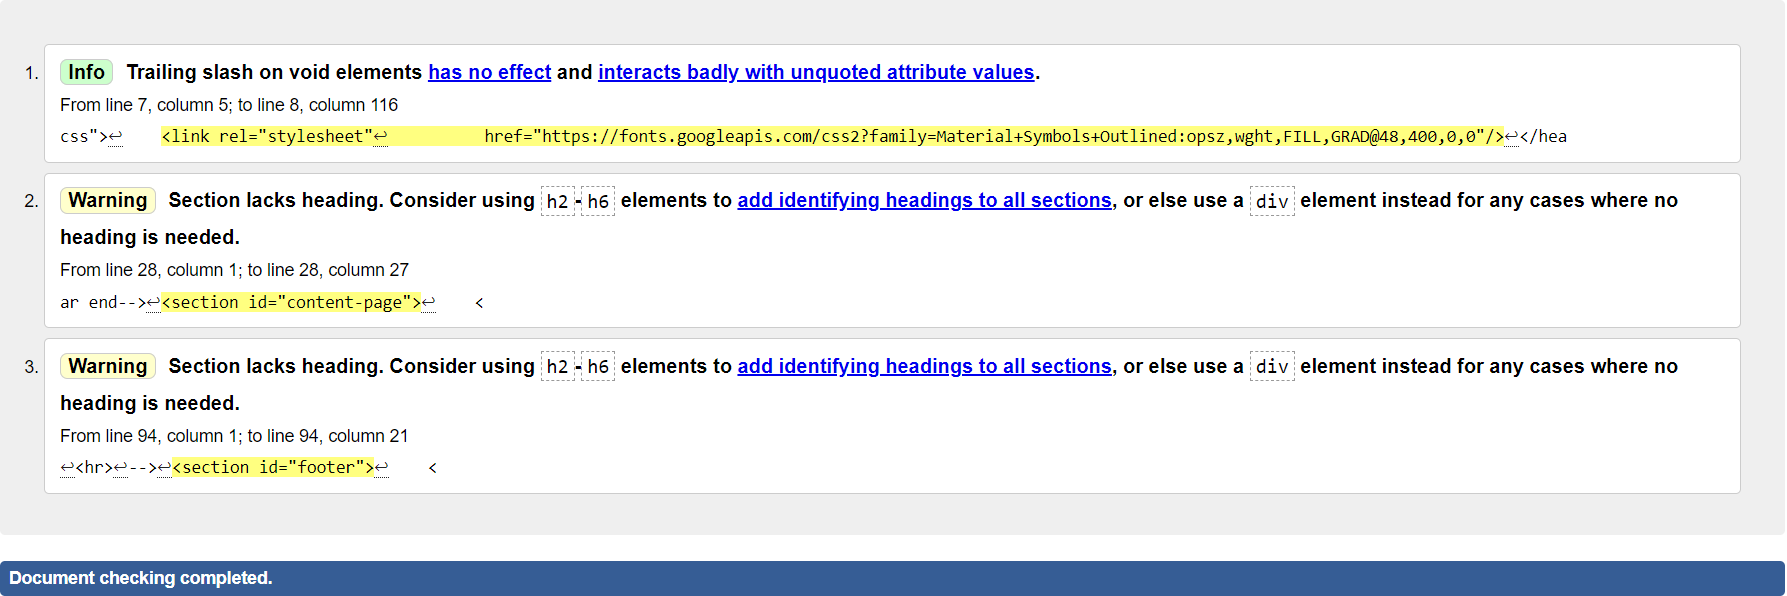 1. Info Trailing slash on void elements has no effect and interacts badly with unquoted attribute values.
From line 7, column 5; to line 8, column 116
css">↩    <link rel="stylesheet"↩          href="https://fonts.googleapis.com/css2?family=Material+Symbols+Outlined:opsz,wght,FILL,GRAD@48,400,0,0"/>↩</hea
2. Warning Section lacks heading. Consider using h2-h6 elements to add identifying headings to all sections, or else use a div element instead for any cases where no
heading is needed.
From line 28, column 1; to line 28, column 27
ar end-->↩<section id="content-page">↩    <
3. Warning Section lacks heading. Consider using h2-h6 elements to add identifying headings to all sections, or else use a div element instead for any cases where no
heading is needed.
From line 94, column 1; to line 94, column 21
↩<hr>↩-->↩<section id="footer">↩    <
Document checking completed.